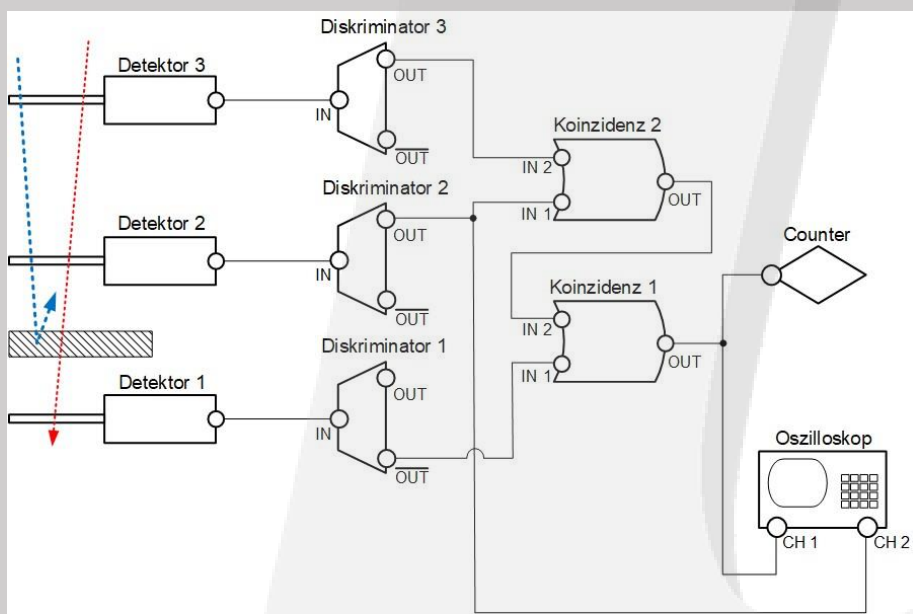 Diskriminator 3
Detektor 3
OUT
IN
OUT
Koinzidenz 2
IN 2
IN 1
OUT
Diskriminator 2
Detektor 2
OUT
IN
OUT
Counter
Koinzidenz 1
IN 2
IN 1
OUT
Diskriminator 1
Detektor 1
OUT
IN
OUT
Oszilloskop
CH 1
CH 2